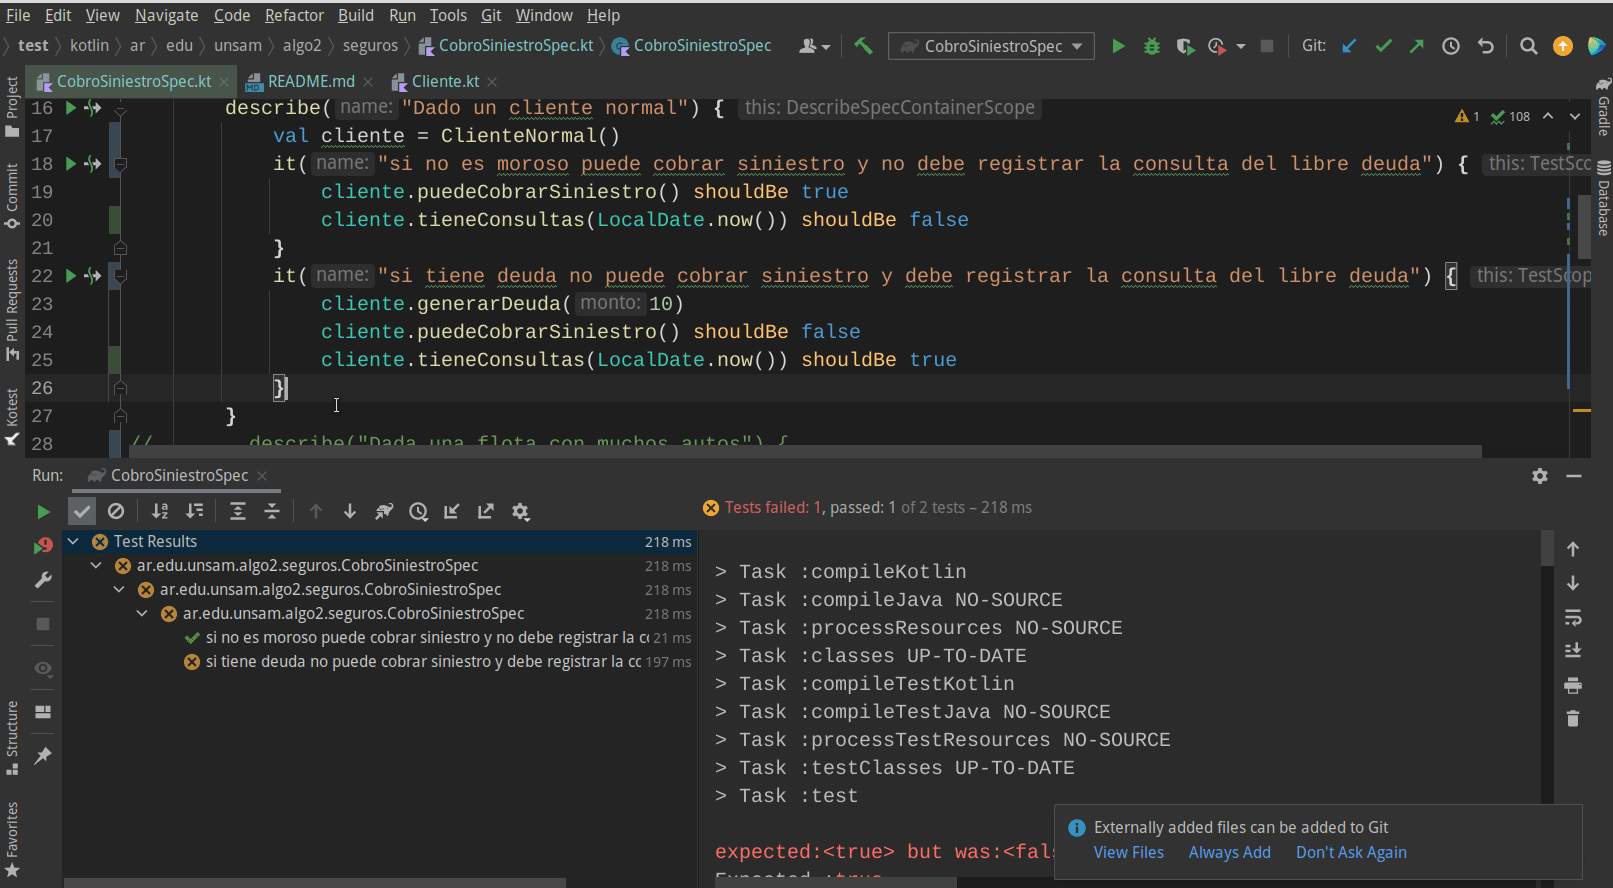 File Edit View Navigate Code Refactor Build Run Tools Git Window Help
test kotlin ar edu unsam algo2 seguros CobroSiniestroSpec.kt CobroSiniestroSpec CobroSiniestroSpec Git:
CobroSiniestroSpec.kt README.md Cliente.kt
16 describe( name: "Dado un cliente normal") { this: DescribeSpecContainerScope
1 108
17 val cliente = ClienteNormal()
18 it( name: "si no es moroso puede cobrar siniestro y no debe registrar la consulta del libre deuda") { this: TestSco
19 cliente.puedeCobrarSiniestro() shouldBe true
20 cliente.tieneConsultas(LocalDate.now()) shouldBe false
21 }
22 it( name: "si tiene deuda no puede cobrar siniestro y debe registrar la consulta del libre deuda") { this: TestScop
23 cliente.generarDeuda( monto: 10)
24 cliente.puedeCobrarSiniestro() shouldBe false
25 cliente.tieneConsultas(LocalDate.now()) shouldBe true
26 }
27 }
28 // describe("Dada una flota con muchos autos") {
Project
Commit
Pull Requests
Kotest
Structure
Favorites
Gradle
Database
Run: CobroSiniestroSpec
Tests failed: 1, passed: 1 of 2 tests – 218 ms
Test Results 218 ms
ar.edu.unsam.algo2.seguros.CobroSiniestroSpec 218 ms
ar.edu.unsam.algo2.seguros.CobroSiniestroSpec 218 ms
ar.edu.unsam.algo2.seguros.CobroSiniestroSpec 218 ms
si no es moroso puede cobrar siniestro y no debe registrar la cc 21 ms
si tiene deuda no puede cobrar siniestro y debe registrar la cc 197 ms
> Task :compileKotlin
> Task :compileJava NO-SOURCE
> Task :processResources NO-SOURCE
> Task :classes UP-TO-DATE
> Task :compileTestKotlin
> Task :compileTestJava NO-SOURCE
> Task :processTestResources NO-SOURCE
> Task :testClasses UP-TO-DATE
> Task :test
expected:<true> but was:<fals
Expected :true
Externally added files can be added to Git
View Files Always Add Don't Ask Again